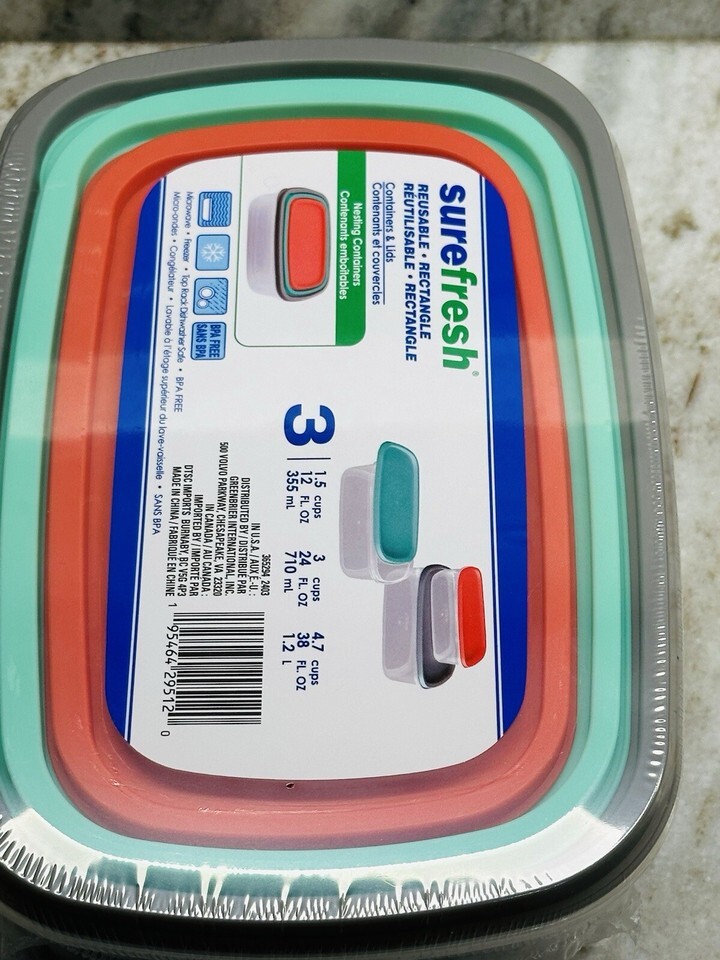 surefresh®
REUSABLE • RECTANGLE
RÉUTILISABLE • RECTANGLE
Containers & Lids
Contenants et couvercles
Nesting Containers
Contenants emboîtables
BPA FREE
SANS BPA
Microwave • Freezer • Top Rack Dishwasher Safe • BPA FREE
Micro-ondes • Congélateur • Lavable à l'étage supérieur du lave-vaisselle • SANS BPA
3
1.5 cups
12 FL. OZ
355 mL
3 cups
24 FL. OZ
710 mL
4.7 cups
38 FL. OZ
1.2 L
365294, 2403
IN U.S.A. / AUX É.-U. :
DISTRIBUTED BY / DISTRIBUÉ PAR
GREENBRIER INTERNATIONAL, INC.
500 VOLVO PARKWAY, CHESAPEAKE, VA 23320
IN CANADA / AU CANADA :
IMPORTED BY / IMPORTÉ PAR
DTSC IMPORTS BURNABY, BC V5G 4P3
MADE IN CHINA / FABRIQUÉ EN CHINE
1 95464 29512 0